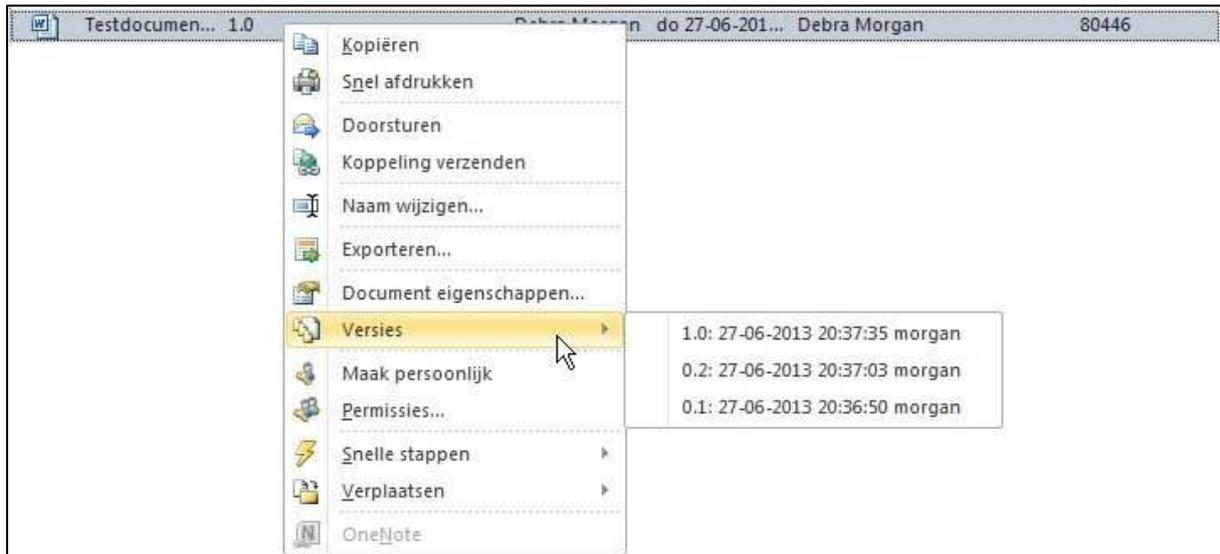 Testdocumen... 1.0 Debra Morgan do 27-06-201... Debra Morgan 80446
Kopiëren
Snel afdrukken
Doorsturen
Koppeling verzenden
Naam wijzigen...
Exporteren...
Document eigenschappen...
Versies
1.0: 27-06-2013 20:37:35 morgan
0.2: 27-06-2013 20:37:03 morgan
0.1: 27-06-2013 20:36:50 morgan
Maak persoonlijk
Permissies...
Snelle stappen
Verplaatsen
OneNote